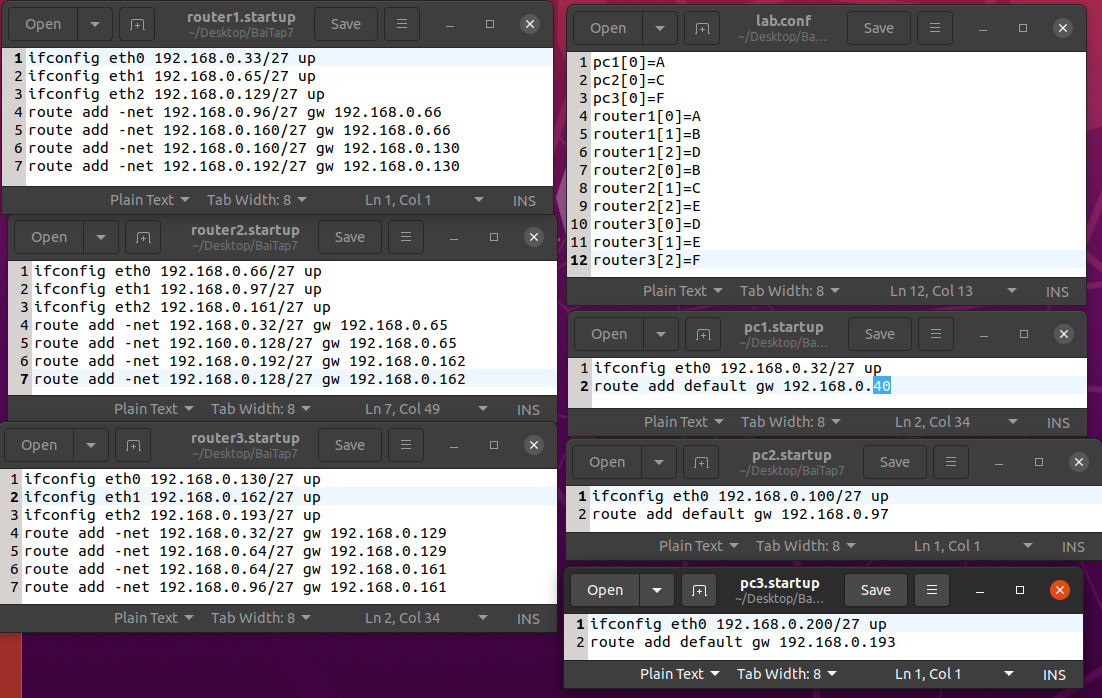 Open
router1.startup
~/Desktop/BaiTap7
Save
1 ifconfig eth0 192.168.0.33/27 up
2 ifconfig eth1 192.168.0.65/27 up
3 ifconfig eth2 192.168.0.129/27 up
4 route add -net 192.168.0.96/27 gw 192.168.0.66
5 route add -net 192.168.0.160/27 gw 192.168.0.66
6 route add -net 192.168.0.160/27 gw 192.168.0.130
7 route add -net 192.168.0.192/27 gw 192.168.0.130
Plain Text Tab Width: 8 Ln 1, Col 1 INS
Open
router2.startup
~/Desktop/BaiTap7
Save
1 ifconfig eth0 192.168.0.66/27 up
2 ifconfig eth1 192.168.0.97/27 up
3 ifconfig eth2 192.168.0.161/27 up
4 route add -net 192.168.0.32/27 gw 192.168.0.65
5 route add -net 192.160.0.128/27 gw 192.168.0.65
6 route add -net 192.168.0.192/27 gw 192.168.0.162
7 route add -net 192.168.0.128/27 gw 192.168.0.162
Plain Text Tab Width: 8 Ln 7, Col 49 INS
Open
router3.startup
~/Desktop/BaiTap7
Save
1 ifconfig eth0 192.168.0.130/27 up
2 ifconfig eth1 192.168.0.162/27 up
3 ifconfig eth2 192.168.0.193/27 up
4 route add -net 192.168.0.32/27 gw 192.168.0.129
5 route add -net 192.168.0.64/27 gw 192.168.0.129
6 route add -net 192.168.0.64/27 gw 192.168.0.161
7 route add -net 192.168.0.96/27 gw 192.168.0.161
Plain Text Tab Width: 8 Ln 2, Col 34 INS
Open
lab.conf
~/Desktop/Ba...
Save
1 pc1[0]=A
2 pc2[0]=C
3 pc3[0]=F
4 router1[0]=A
5 router1[1]=B
6 router1[2]=D
7 router2[0]=B
8 router2[1]=C
9 router2[2]=E
10 router3[0]=D
11 router3[1]=E
12 router3[2]=F
Plain Text Tab Width: 8 Ln 12, Col 13 INS
Open
pc1.startup
~/Desktop/Ba...
Save
1 ifconfig eth0 192.168.0.32/27 up
2 route add default gw 192.168.0.40
Plain Text Tab Width: 8 Ln 2, Col 34 INS
Open
pc2.startup
~/Desktop/BaiTap7
Save
1 ifconfig eth0 192.168.0.100/27 up
2 route add default gw 192.168.0.97
Plain Text Tab Width: 8 Ln 1, Col 1 INS
Open
pc3.startup
~/Desktop/Ba...
Save
1 ifconfig eth0 192.168.0.200/27 up
2 route add default gw 192.168.0.193
Plain Text Tab Width: 8 Ln 1, Col 1 INS